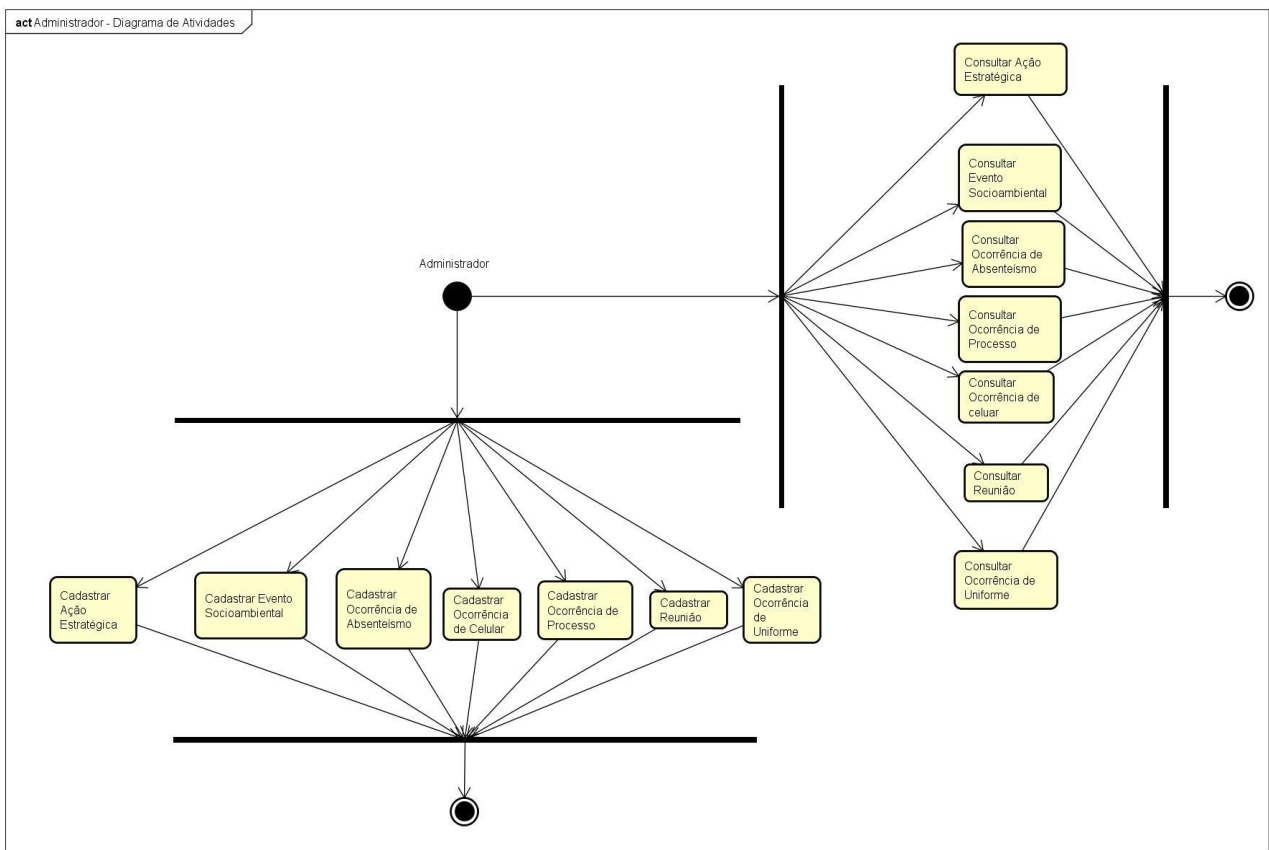 act Administrador - Diagrama de Atividades
Consultar Ação
Estratégica
Consultar
Evento
Socioambiental
Consultar
Ocorrência de
Absenteísmo
Administrador
Consultar
Ocorrência de
Processo
Consultar
Ocorrência de
celuar
Consultar
Reunião
Consultar
Ocorrência de
Uniforme
Cadastrar
Ação
Estratégica
Cadastrar Evento
Socioambiental
Cadastrar
Ocorrência de
Absenteísmo
Cadastrar
Ocorrência
de Celular
Cadastrar
Ocorrência de
Processo
Cadastrar
Reunião
Cadastrar
Ocorrência
de
Uniforme